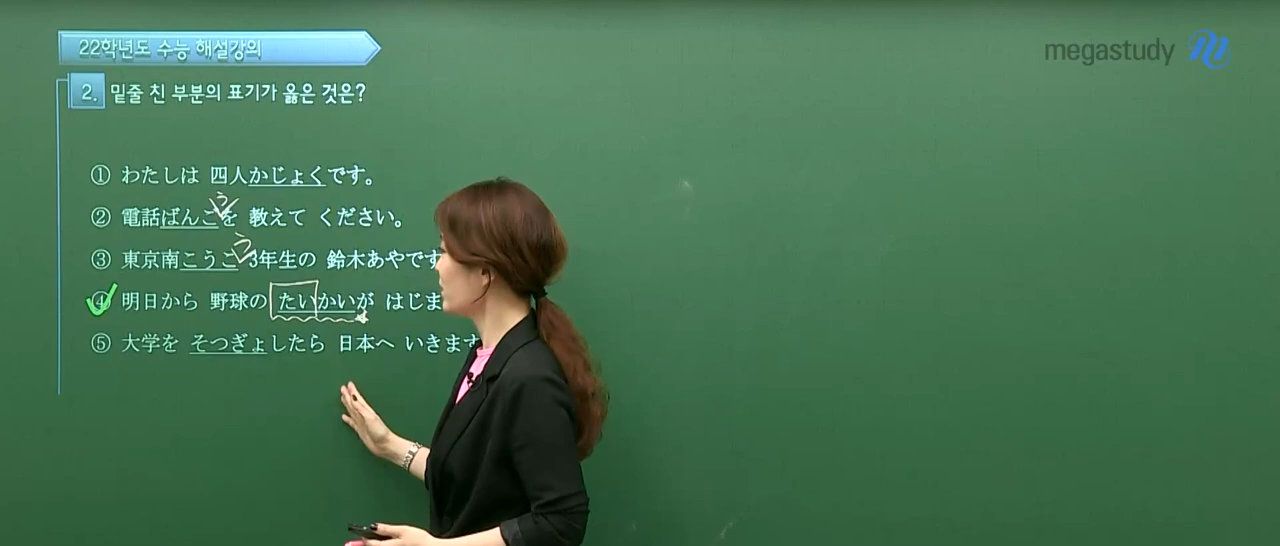 22학년도 수능 해설강의
megastudy
2. 밑줄 친 부분의 표기가 옳은 것은?
① わたしは 四人かじょくです。
② 電話ばんごを 教えて ください。
う
③ 東京南こうこ 3年生の 鈴木あやです
う
④ 明日から 野球の たいかいが はじま
⑤ 大学を そつぎょしたら 日本へ いきます